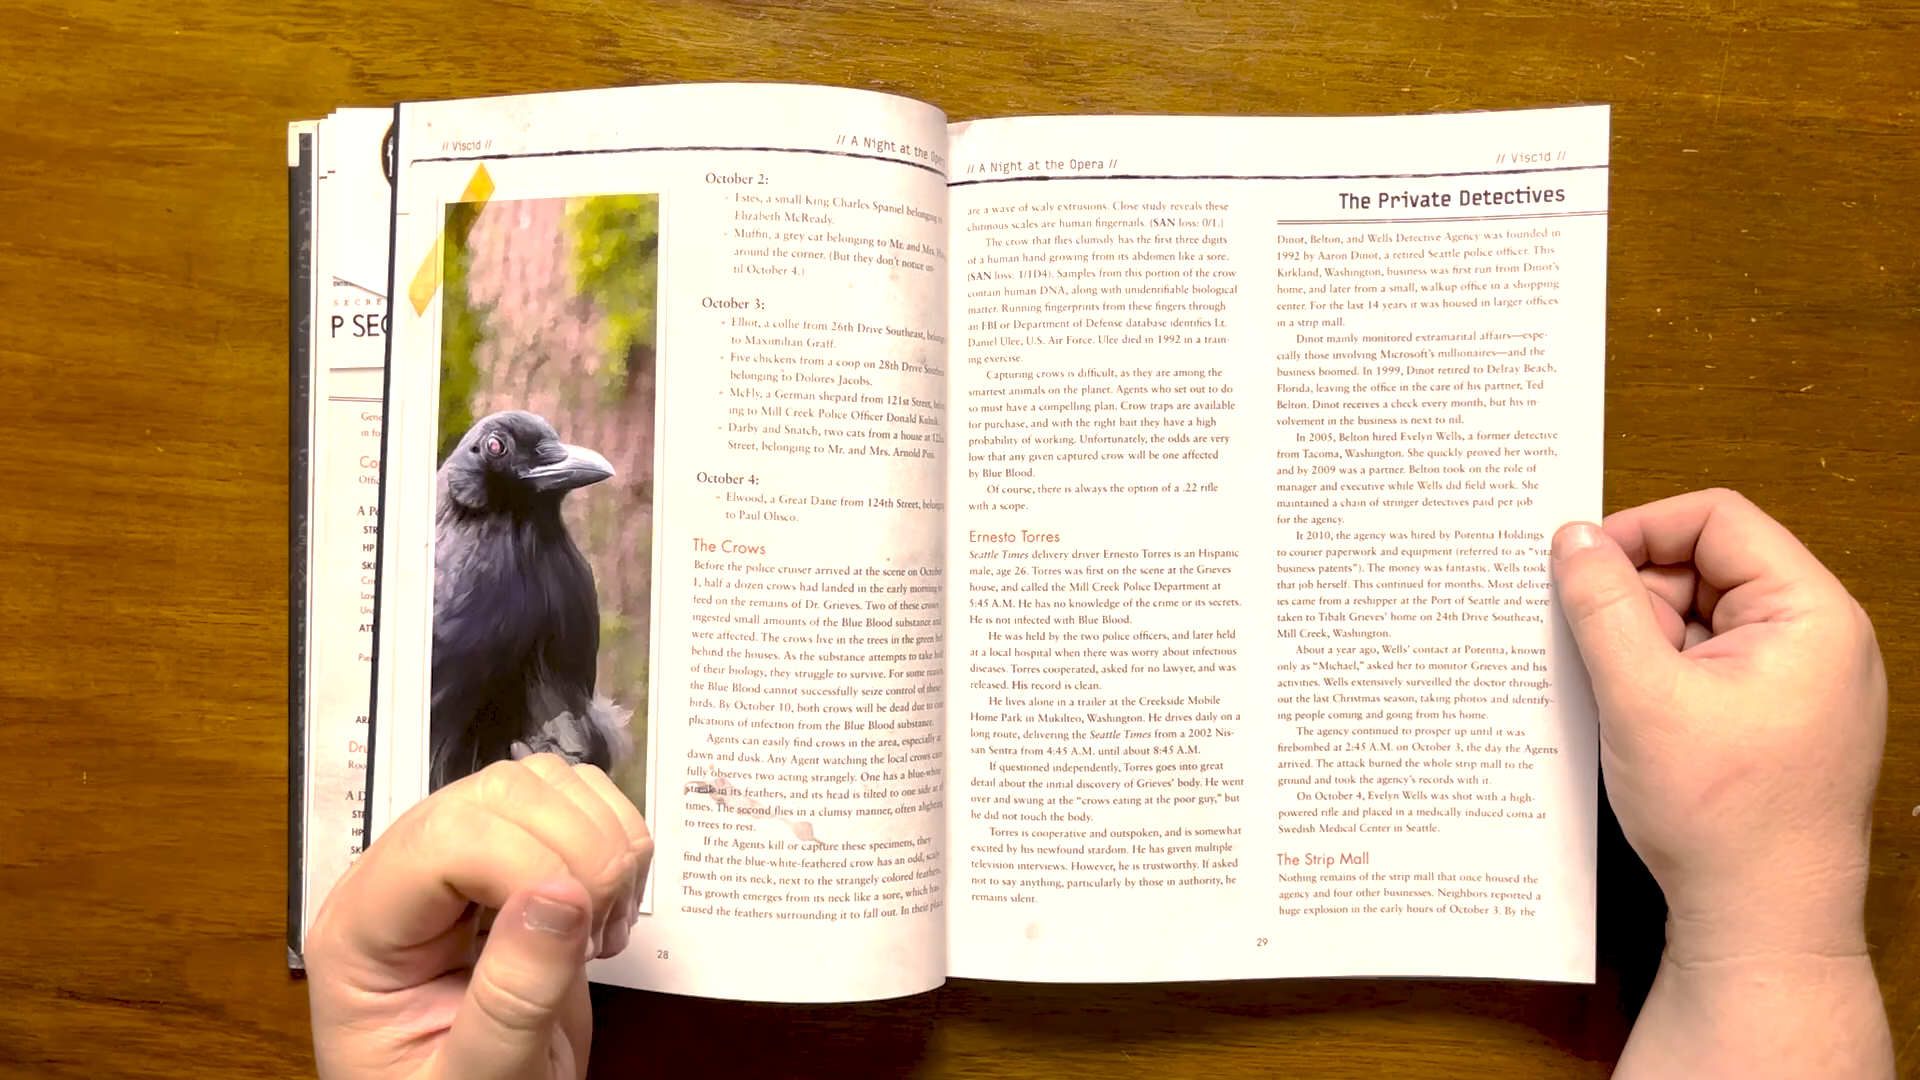 SECRE
P SEC
Gene
in fo
Co
Offic
A Pe
STR
HP
SKI
Cri
Law
Un
ATT
Pie
AR
Dru
Roo
A D
STI
HP
SK
// Viscid //
// A Night at the Oper
October 2:
- Estes, a small King Charles Spaniel belonging to
Elizabeth McReady.
- Muffin, a grey cat belonging to Mr. and Mrs.
around the corner. (But they don't notice un-
til October 4.)
October 3:
- Elliot, a collie from 26th Drive Southeast, belong
to Maximilian Graff.
- Five chickens from a coop on 28th Drive Southe
belonging to Dolores Jacobs.
- McFly, a German shepard from 121st Street, belon
ing to Mill Creek Police Officer Donald
- Darby and Snatch, two cats from a house at 122n
Street, belonging to Mr. and Mrs. Arnold Pini.
October 4:
- Elwood, a Great Dane from 124th Street, belongi
to Paul Olisco.
The Crows
Before the police cruiser arrived at the scene on October
1, half a dozen crows had landed in the early morning to
feed on the remains of Dr. Grieves. Two of these crows
ingested small amounts of the Blue Blood substance and
were affected. The crows live in the trees in the green belt
behind the houses. As the substance attempts to take hold
of their biology, they struggle to survive. For some reason,
the Blue Blood cannot successfully seize control of these
birds. By October 10, both crows will be dead due to com
plications of infection from the Blue Blood substance.
Agents can easily find crows in the area, especially at
dawn and dusk. Any Agent watching the local crows care
fully observes two acting strangely. One has a blue-white
streak in its feathers, and its head is tilted to one side at all
times. The second flies in a clumsy manner, often alighting
to trees to rest.
If the Agents kill or capture these specimens, they
find that the blue-white-feathered crow has an odd, scaly
growth on its neck, next to the strangely colored feathers.
This growth emerges from its neck like a sore, which has
caused the feathers surrounding it to fall out. In their place
28
// A Night at the Opera //
// Viscid //
are a wave of scaly extrusions. Close study reveals these
chitinous scales are human fingernails. (SAN loss: 0/1.)
The crow that flies clumsily has the first three digits
of a human hand growing from its abdomen like a sore.
(SAN loss: 1/1D4). Samples from this portion of the crow
contain human DNA, along with unidentifiable biological
matter. Running fingerprints from these fingers through
an FBI or Department of Defense database identifies Lt.
Daniel Ulee, U.S. Air Force. Ulee died in 1992 in a train-
ing exercise.
Capturing crows is difficult, as they are among the
smartest animals on the planet. Agents who set out to do
so must have a compelling plan. Crow traps are available
for purchase, and with the right bait they have a high
probability of working. Unfortunately, the odds are very
low that any given captured crow will be one affected
by Blue Blood.
Of course, there is always the option of a .22 rifle
with a scope.
Ernesto Torres
Seattle Times delivery driver Ernesto Torres is an Hispanic
male, age 26. Torres was first on the scene at the Grieves
house, and called the Mill Creek Police Department at
5:45 A.M. He has no knowledge of the crime or its secrets.
He is not infected with Blue Blood.
He was held by the two police officers, and later held
at a local hospital when there was worry about infectious
diseases. Torres cooperated, asked for no lawyer, and was
released. His record is clean.
He lives alone in a trailer at the Creekside Mobile
Home Park in Mukilteo, Washington. He drives daily on a
long route, delivering the Seattle Times from a 2002 Nis-
san Sentra from 4:45 A.M. until about 8:45 A.M.
If questioned independently, Torres goes into great
detail about the initial discovery of Grieves' body. He went
over and swung at the "crows eating at the poor guy," but
he did not touch the body.
Torres is cooperative and outspoken, and is somewhat
excited by his newfound stardom. He has given multiple
television interviews. However, he is trustworthy. If asked
not to say anything, particularly by those in authority, he
remains silent.
The Private Detectives
Dinot, Belton, and Wells Detective Agency was founded in
1992 by Aaron Dinot, a retired Seattle police officer. This
Kirkland, Washington, business was first run from Dinot's
home, and later from a small, walkup office in a shopping
center. For the last 14 years it was housed in larger offices
in a strip mall.
Dinot mainly monitored extramarital affairs—espe-
cially those involving Microsoft's millionaires—and the
business boomed. In 1999, Dinot retired to Delray Beach,
Florida, leaving the office in the care of his partner, Ted
Belton. Dinot receives a check every month, but his in-
volvement in the business is next to nil.
In 2005, Belton hired Evelyn Wells, a former detective
from Tacoma, Washington. She quickly proved her worth,
and by 2009 was a partner. Belton took on the role of
manager and executive while Wells did field work. She
maintained a chain of stringer detectives paid per job
for the agency.
It 2010, the agency was hired by Potentia Holdings
to courier paperwork and equipment (referred to as "vita
business patents"). The money was fantastic. Wells took
that job herself. This continued for months. Most deliver-
ies came from a reshipper at the Port of Seattle and were
taken to Tibalt Grieves' home on 24th Drive Southeast,
Mill Creek, Washington.
About a year ago, Wells' contact at Potentia, known
only as "Michael," asked her to monitor Grieves and his
activities. Wells extensively surveilled the doctor through-
out the last Christmas season, taking photos and identify-
ing people coming and going from his home.
The agency continued to prosper up until it was
firebombed at 2:45 A.M. on October 3, the day the Agents
arrived. The attack burned the whole strip mall to the
ground and took the agency's records with it.
On October 4, Evelyn Wells was shot with a high-
powered rifle and placed in a medically induced coma at
Swedish Medical Center in Seattle.
The Strip Mall
Nothing remains of the strip mall that once housed the
agency and four other businesses. Neighbors reported a
huge explosion in the early hours of October 3. By the
29